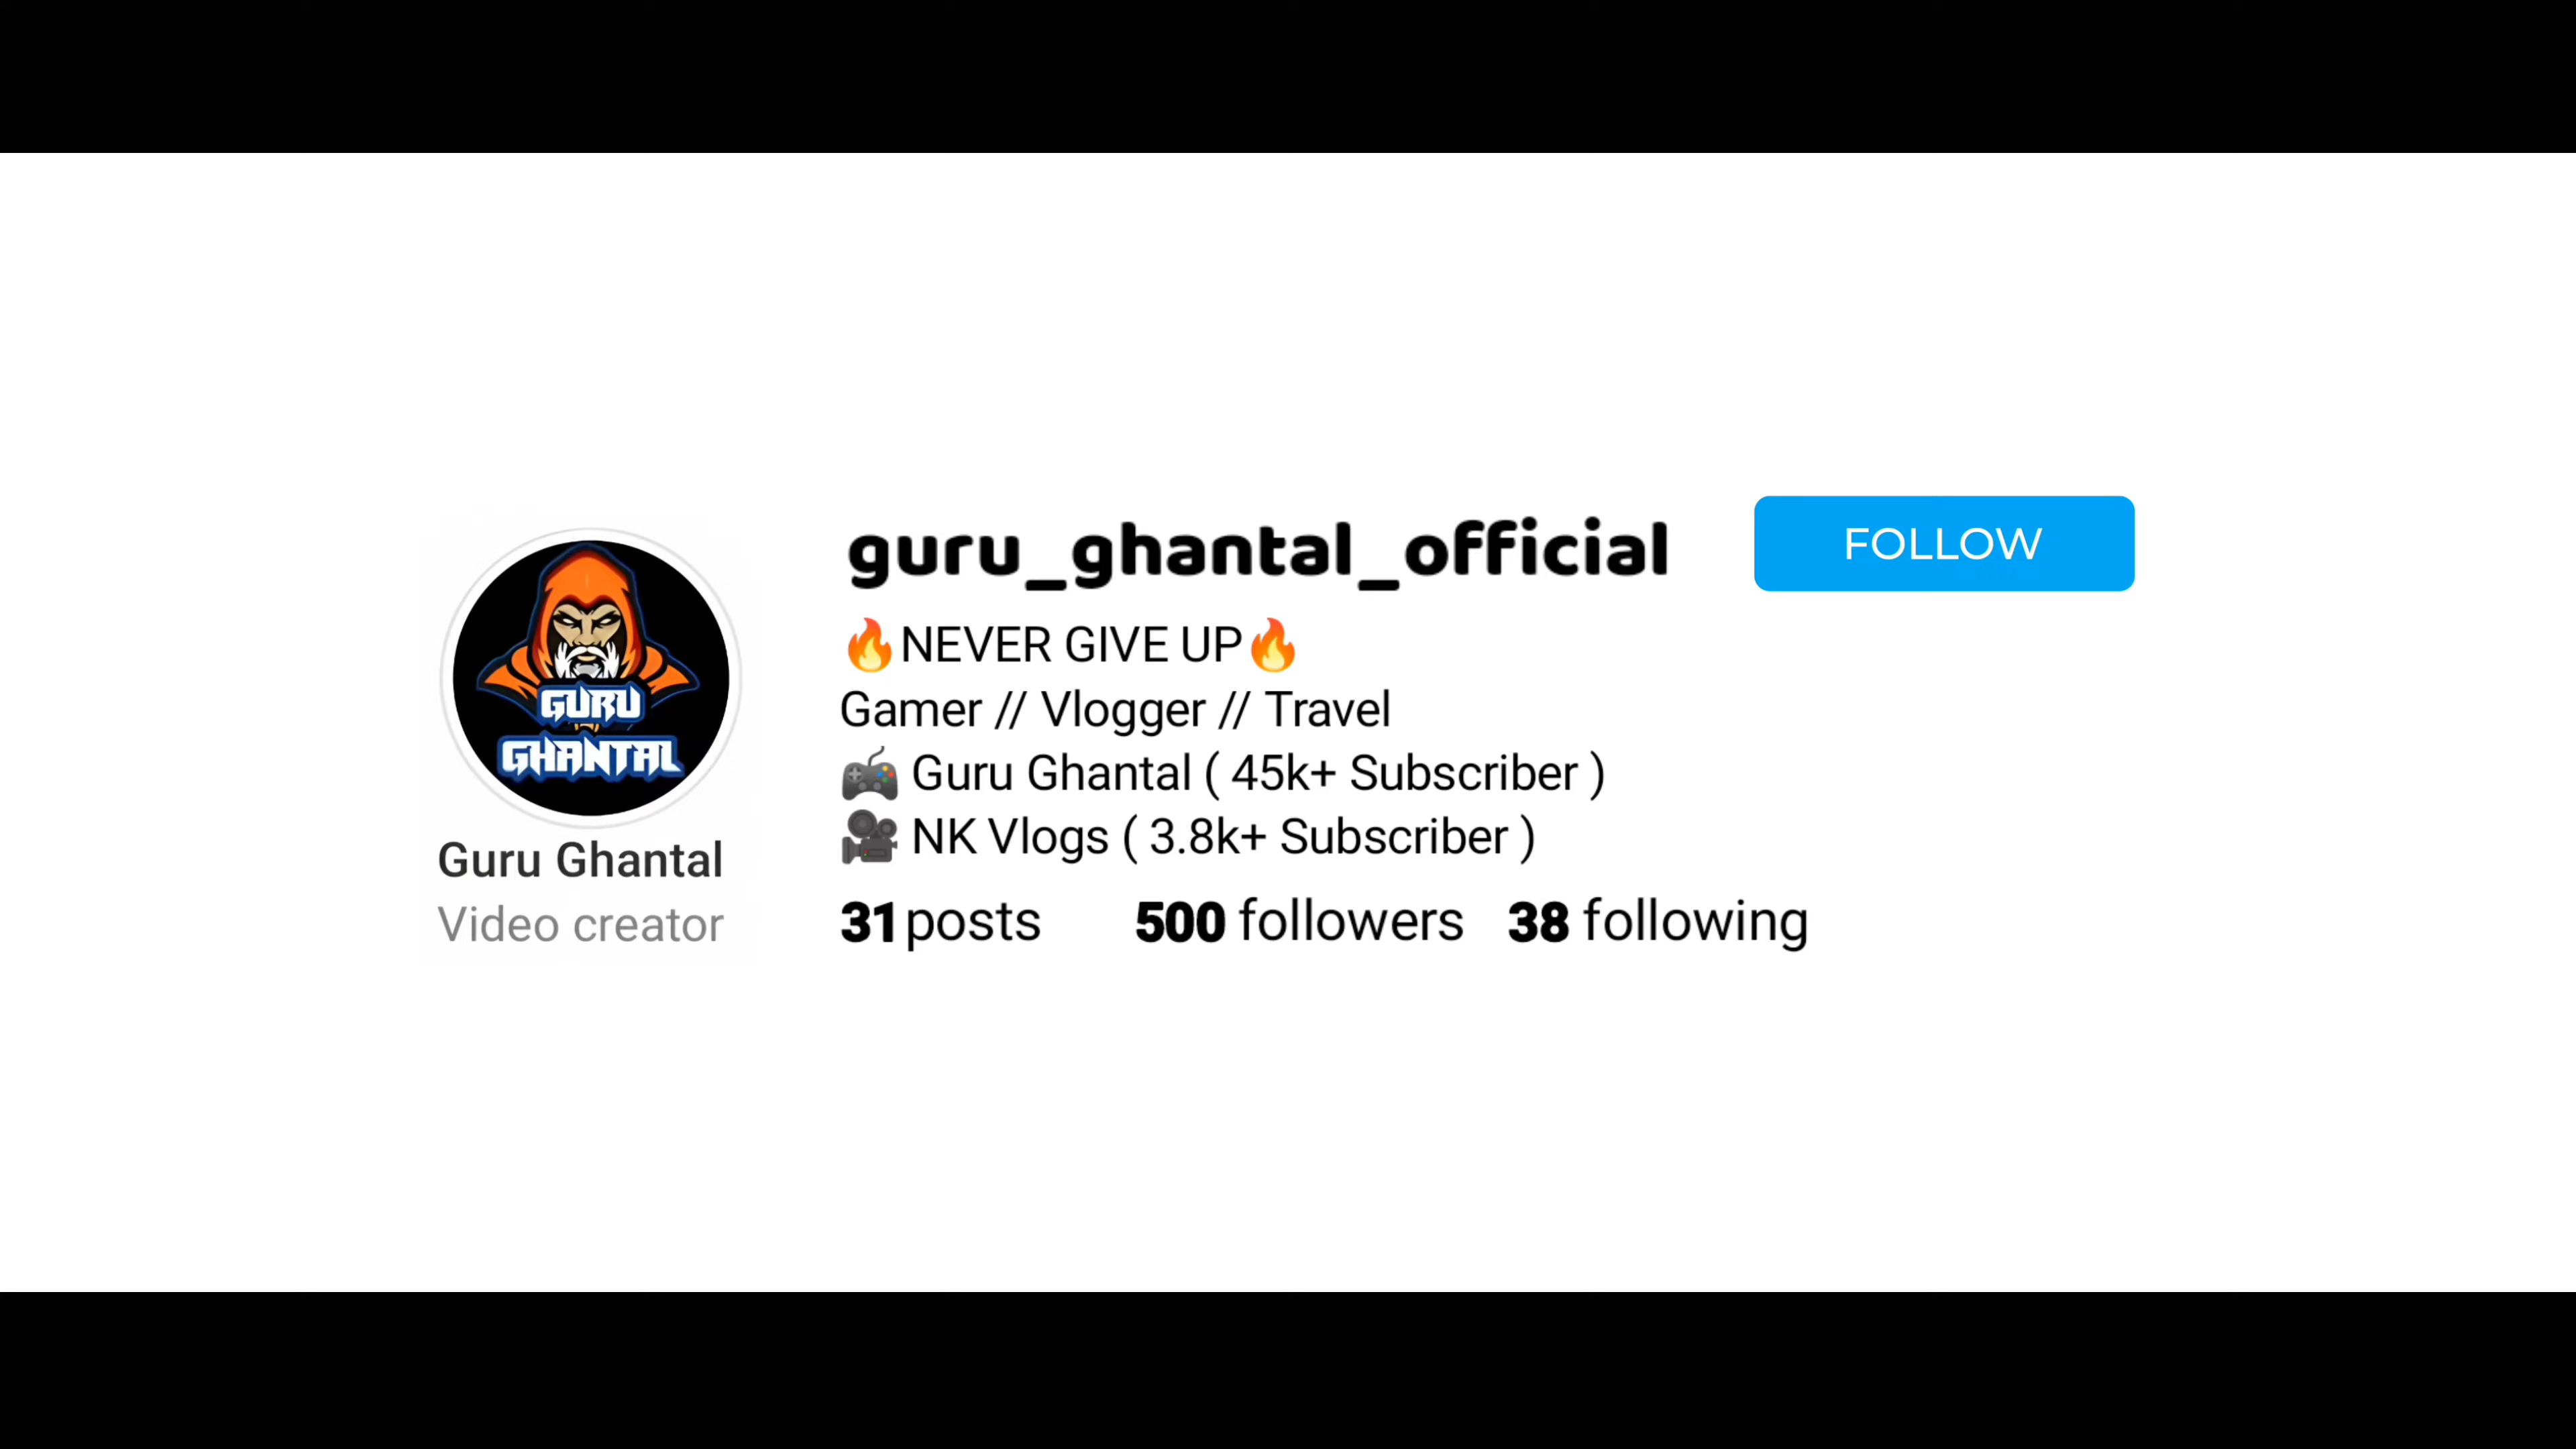 guru_ghantal_official
FOLLOW
🔥NEVER GIVE UP🔥
Gamer // Vlogger // Travel
🎮 Guru Ghantal ( 45k+ Subscriber )
🎥 NK Vlogs ( 3.8k+ Subscriber )
31 posts 500 followers 38 following
GURU
GHANTAL
Guru Ghantal
Video creator